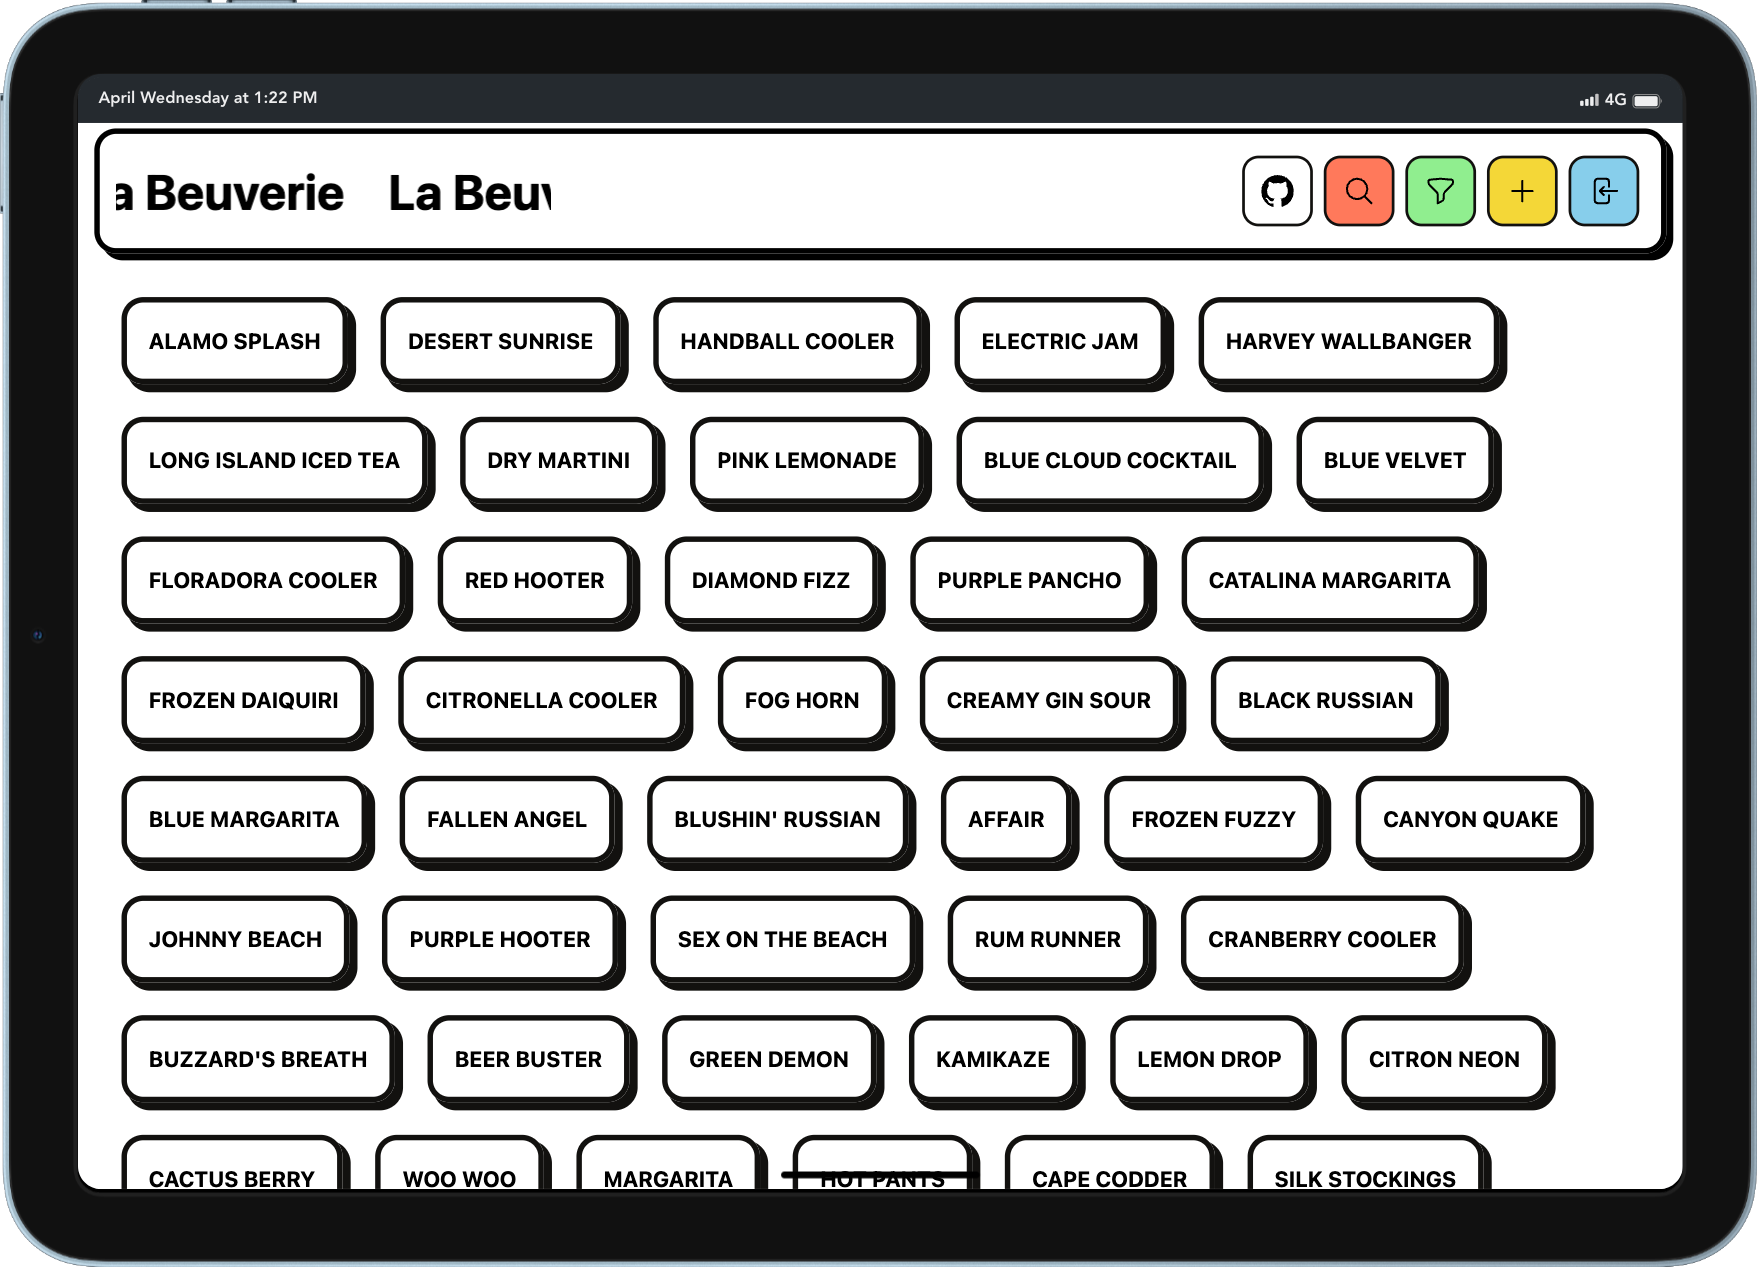 April Wednesday at 1:22 PM 4G
a Beuverie La Beuv
ALAMO SPLASH DESERT SUNRISE HANDBALL COOLER ELECTRIC JAM HARVEY WALLBANGER
LONG ISLAND ICED TEA DRY MARTINI PINK LEMONADE BLUE CLOUD COCKTAIL BLUE VELVET
FLORADORA COOLER RED HOOTER DIAMOND FIZZ PURPLE PANCHO CATALINA MARGARITA
FROZEN DAIQUIRI CITRONELLA COOLER FOG HORN CREAMY GIN SOUR BLACK RUSSIAN
BLUE MARGARITA FALLEN ANGEL BLUSHIN' RUSSIAN AFFAIR FROZEN FUZZY CANYON QUAKE
JOHNNY BEACH PURPLE HOOTER SEX ON THE BEACH RUM RUNNER CRANBERRY COOLER
BUZZARD'S BREATH BEER BUSTER GREEN DEMON KAMIKAZE LEMON DROP CITRON NEON
CACTUS BERRY WOO WOO MARGARITA HOT PANTS CAPE CODDER SILK STOCKINGS